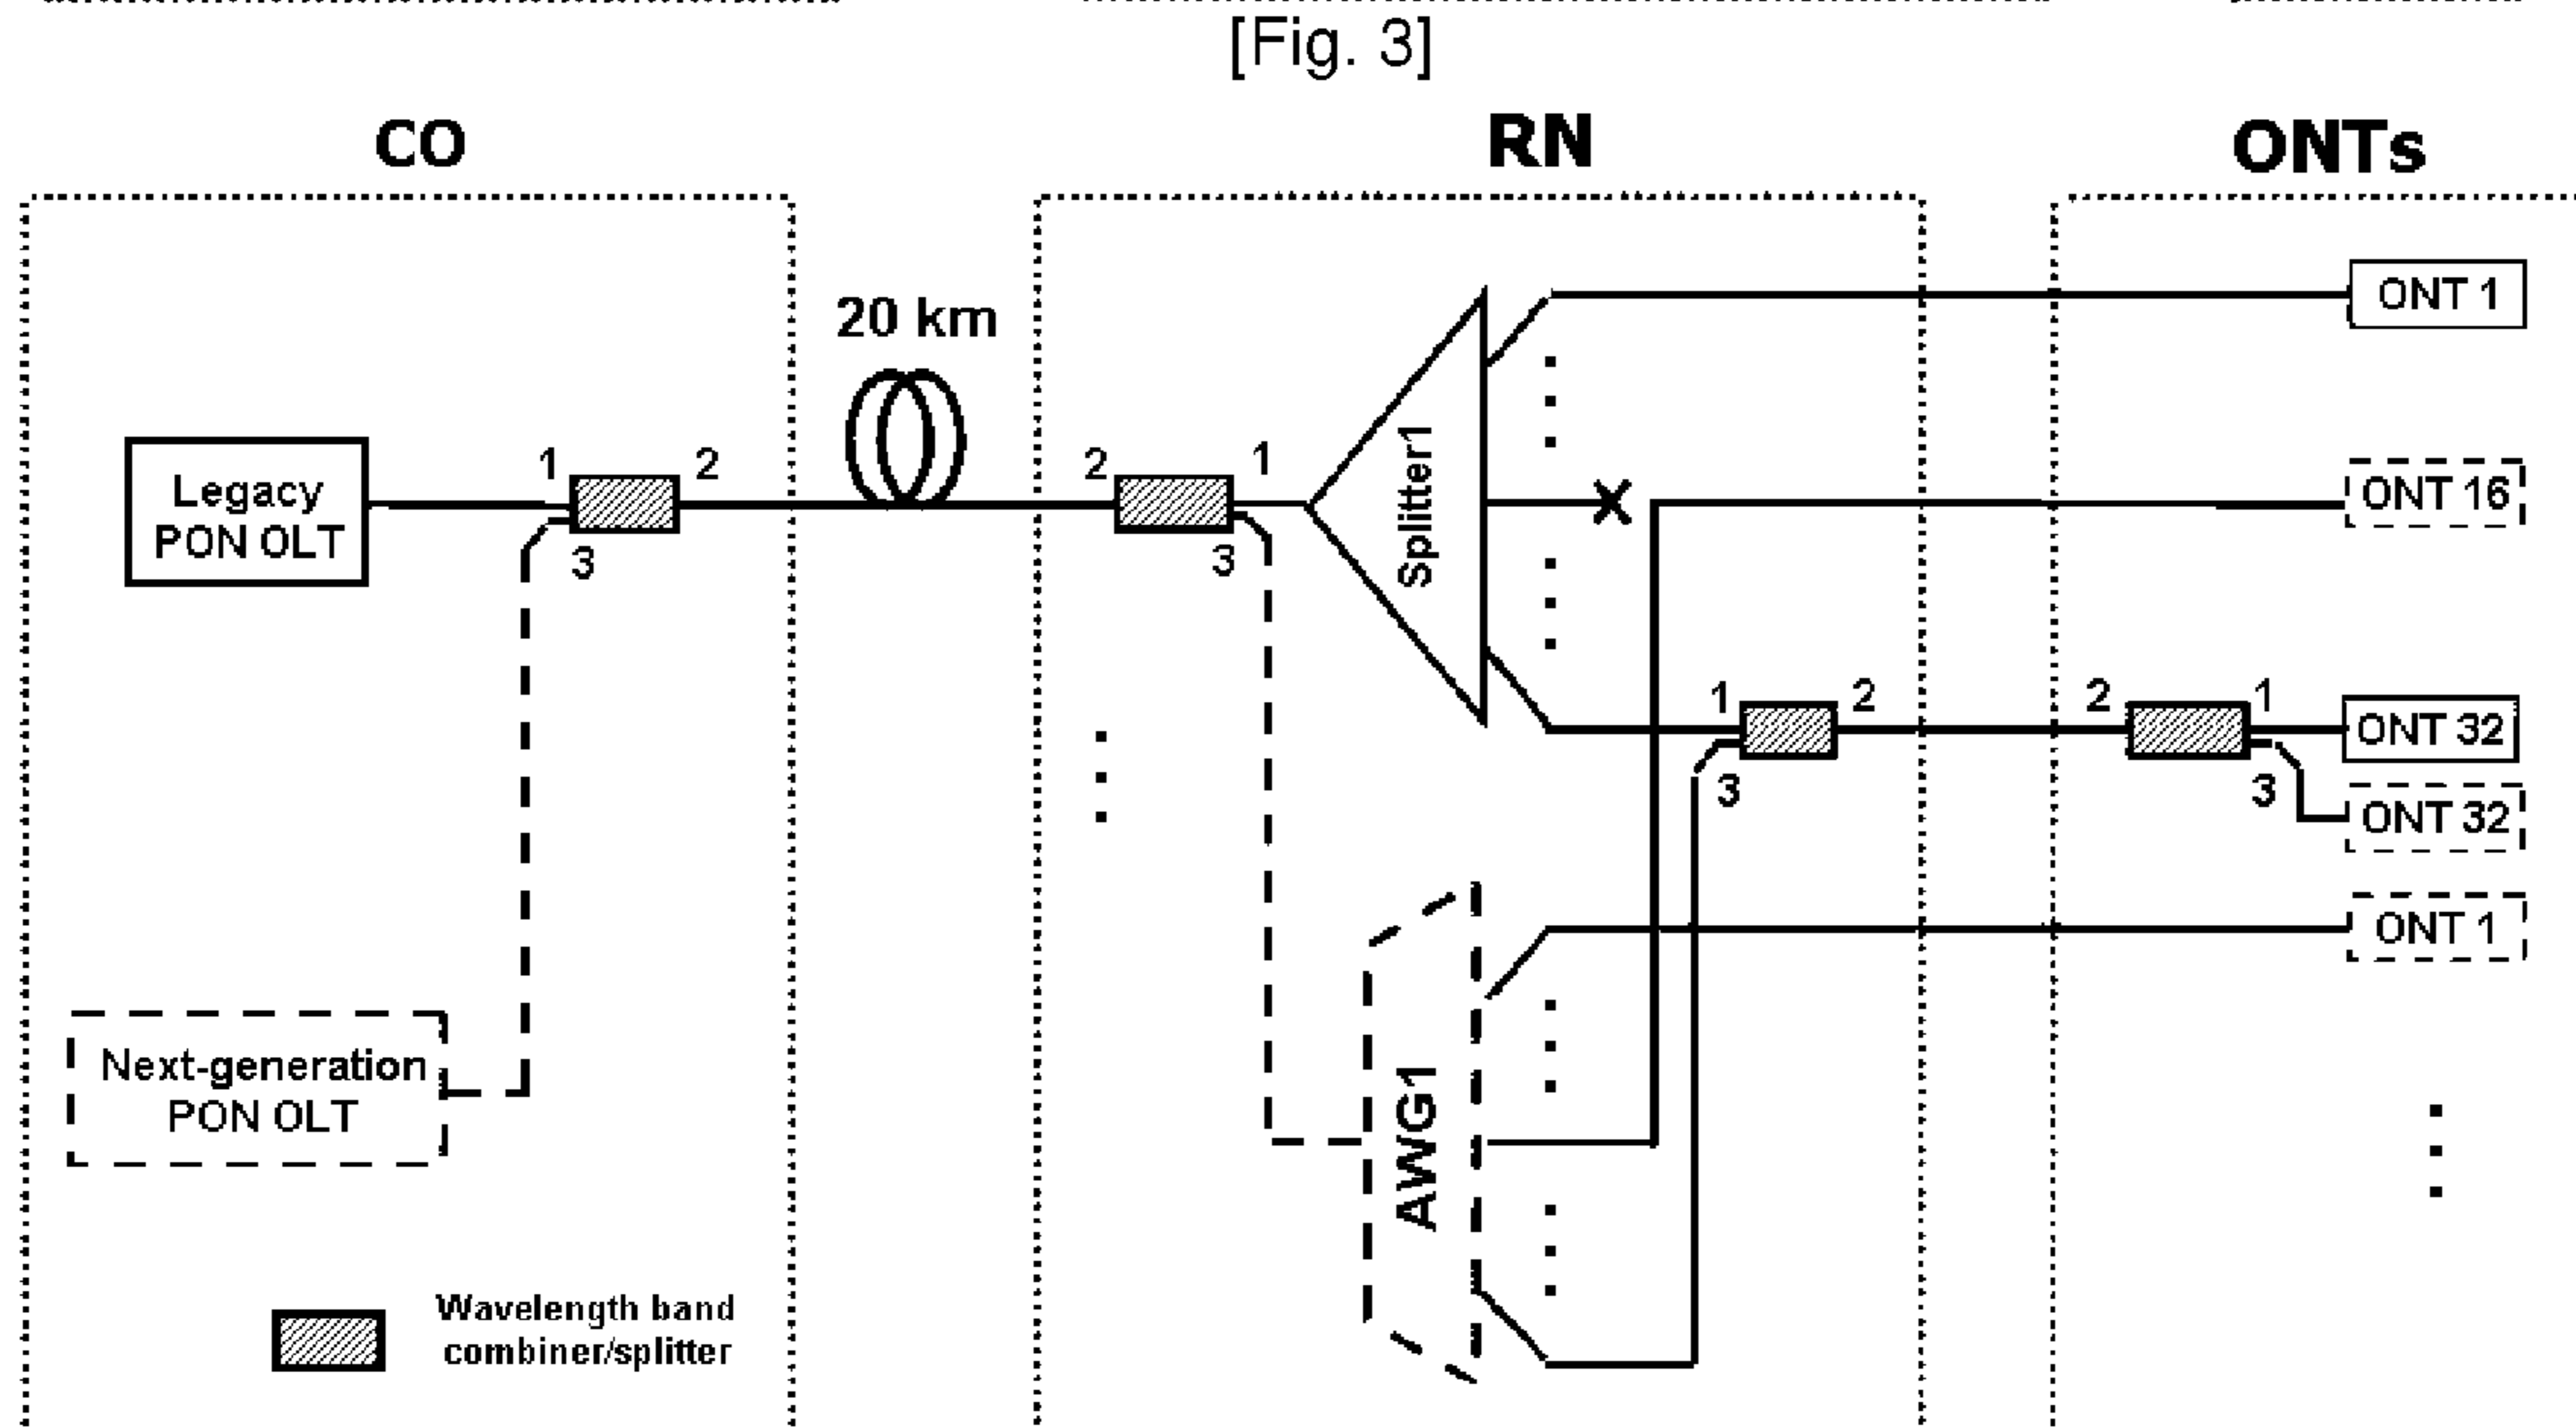 [Fig. 3]
CO
RN
ONTs
20 km
Legacy
PON OLT
1
2
3
2
1
3
Splitter1
ONT 1
ONT 16
1
2
3
2
1
3
ONT 32
ONT 32
ONT 1
AWG1
Next-generation
PON OLT
Wavelength band
combiner/splitter